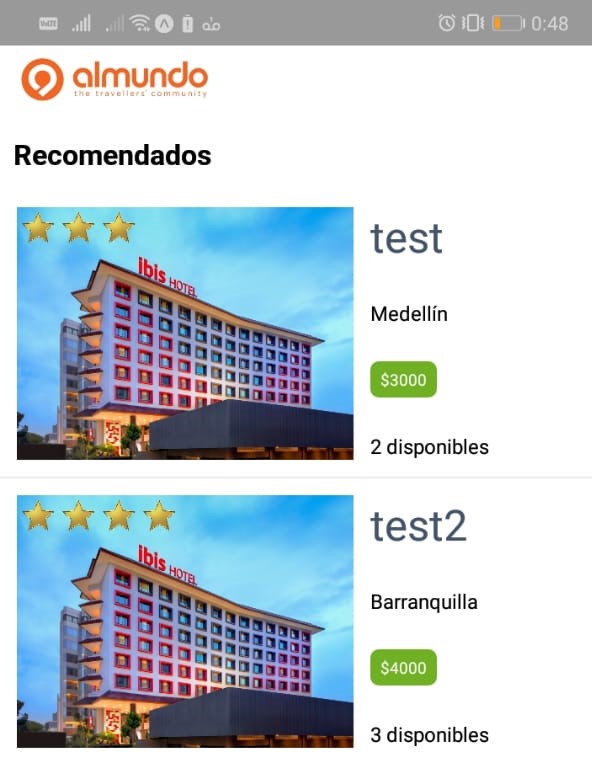 VoLTE
0:48
almundo
the travellers' community
Recomendados
ibis HOTEL
test
Medellín
$3000
2 disponibles
ibis HOTEL
test2
Barranquilla
$4000
3 disponibles